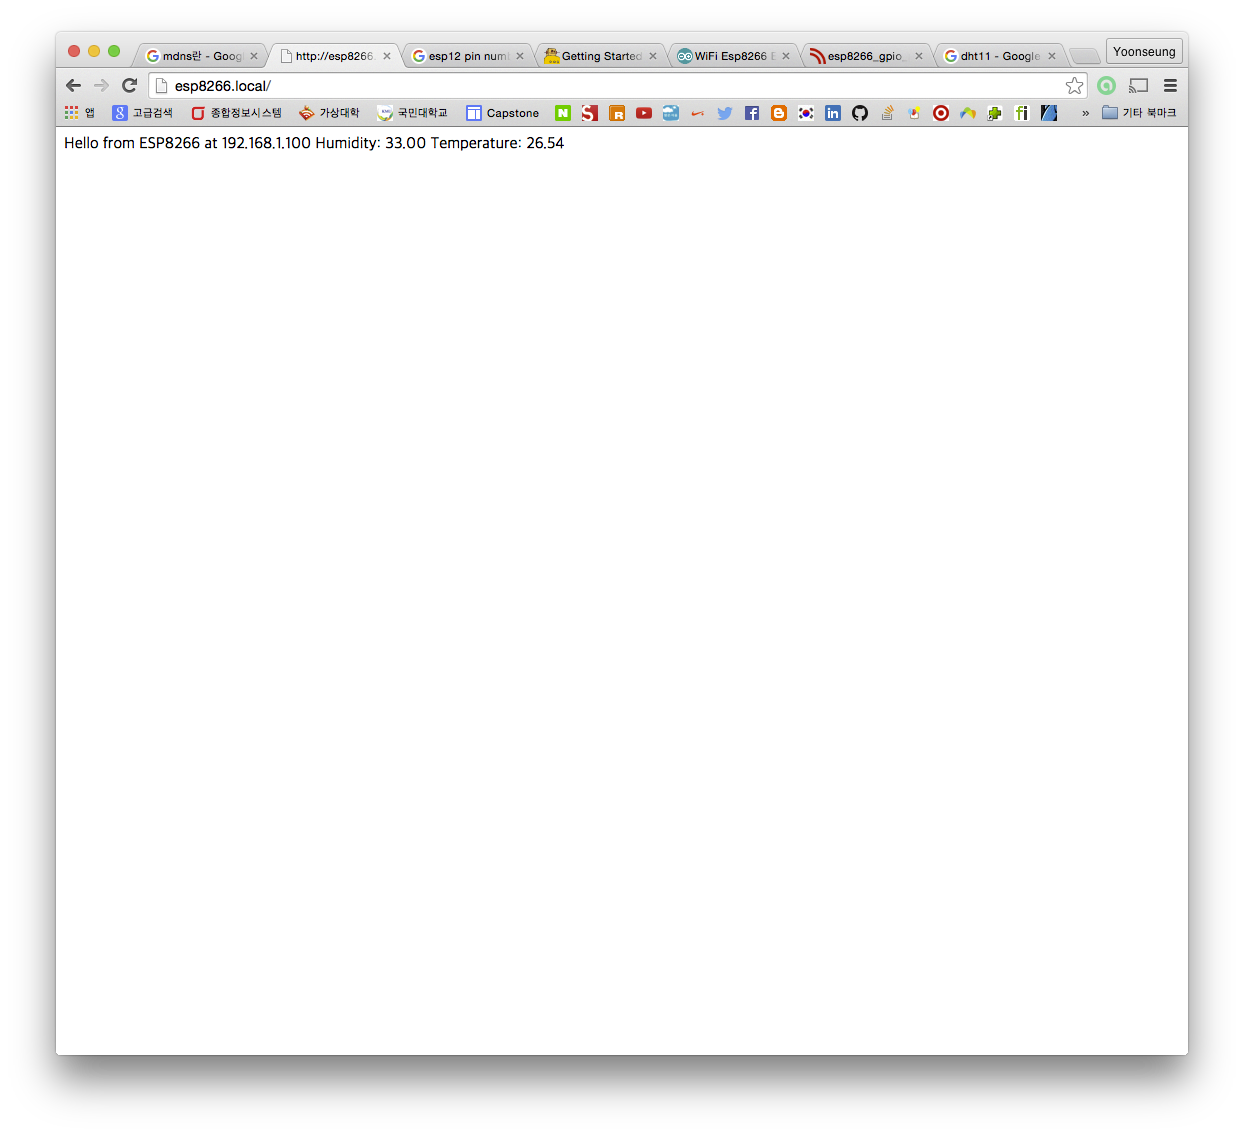 mdns란 - Goog
http://esp8266.
esp12 pin num
Getting Started
WiFi Esp8266 E
esp8266_gpio_
dht11 - Google
Yoonseung
esp8266.local/
앱 고급검색 종합정보시스템 가상대학 국민대학교 Capstone » 기타 북마크
Hello from ESP8266 at 192.168.1.100 Humidity: 33.00 Temperature: 26.54